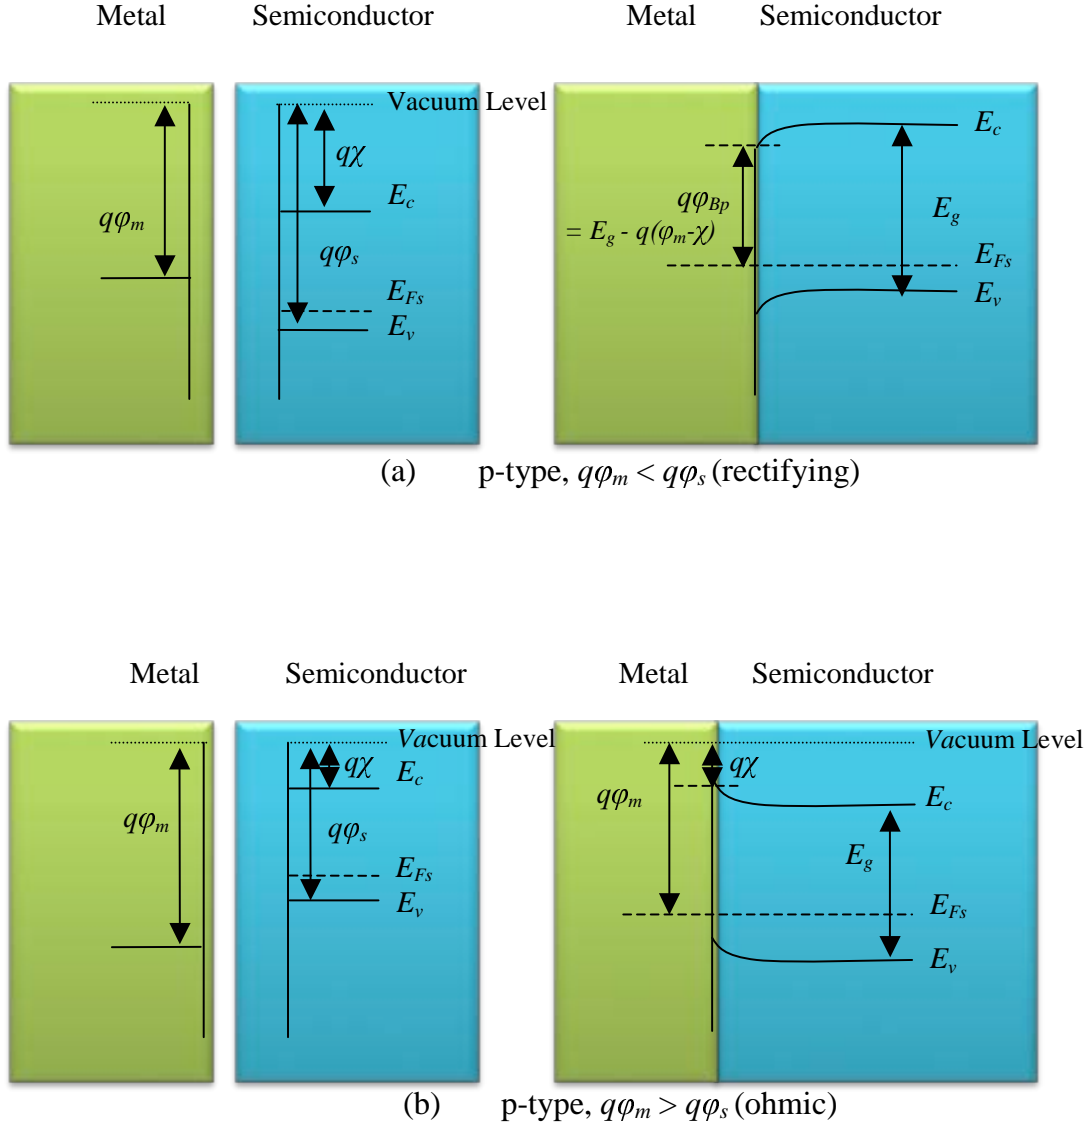 Metal Semiconductor Metal Semiconductor
Vacuum Level
qχ
E_c
qφ_m
qφ_s
E_Fs
E_v
E_c
qφ_Bp
= E_g - q(φ_m-χ)
E_g
E_Fs
E_v
(a) p-type, qφ_m < qφ_s (rectifying)
Metal Semiconductor Metal Semiconductor
Vacuum Level
qχ
E_c
qφ_m
qφ_s
E_Fs
E_v
Vacuum Level
qχ
qφ_m
E_c
E_g
E_Fs
E_v
(b) p-type, qφ_m > qφ_s (ohmic)